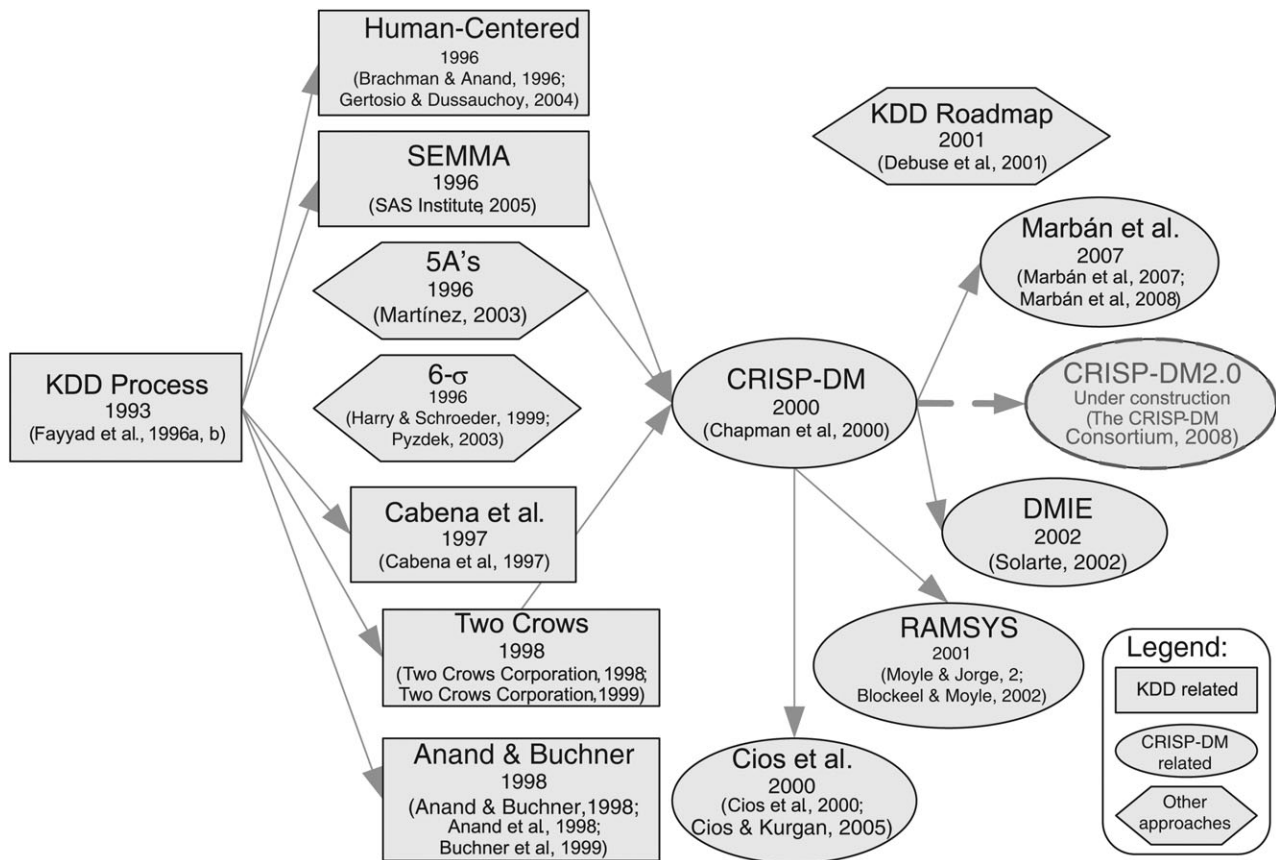 Human-Centered
1996
(Brachman & Anand, 1996;
Gertosio & Dussauchoy, 2004)
SEMMA
1996
(SAS Institute, 2005)
5A's
1996
(Martínez, 2003)
6-σ
1996
(Harry & Schroeder, 1999;
Pyzdek, 2003)
KDD Process
1993
(Fayyad et al., 1996a, b)
Cabena et al.
1997
(Cabena et al, 1997)
Two Crows
1998
(Two Crows Corporation, 1998;
Two Crows Corporation, 1999)
Anand & Buchner
1998
(Anand & Buchner, 1998;
Anand et al, 1998;
Buchner et al, 1999)
KDD Roadmap
2001
(Debuse et al, 2001)
CRISP-DM
2000
(Chapman et al, 2000)
Marbán et al.
2007
(Marbán et al, 2007;
Marbán et al, 2008)
CRISP-DM2.0
Under construction
(The CRISP-DM
Consortium, 2008)
DMIE
2002
(Solarte, 2002)
RAMSYS
2001
(Moyle & Jorge, 2;
Blockeel & Moyle, 2002)
Cios et al.
2000
(Cios et al, 2000;
Cios & Kurgan, 2005)
Legend:
KDD related
CRISP-DM
related
Other
approaches